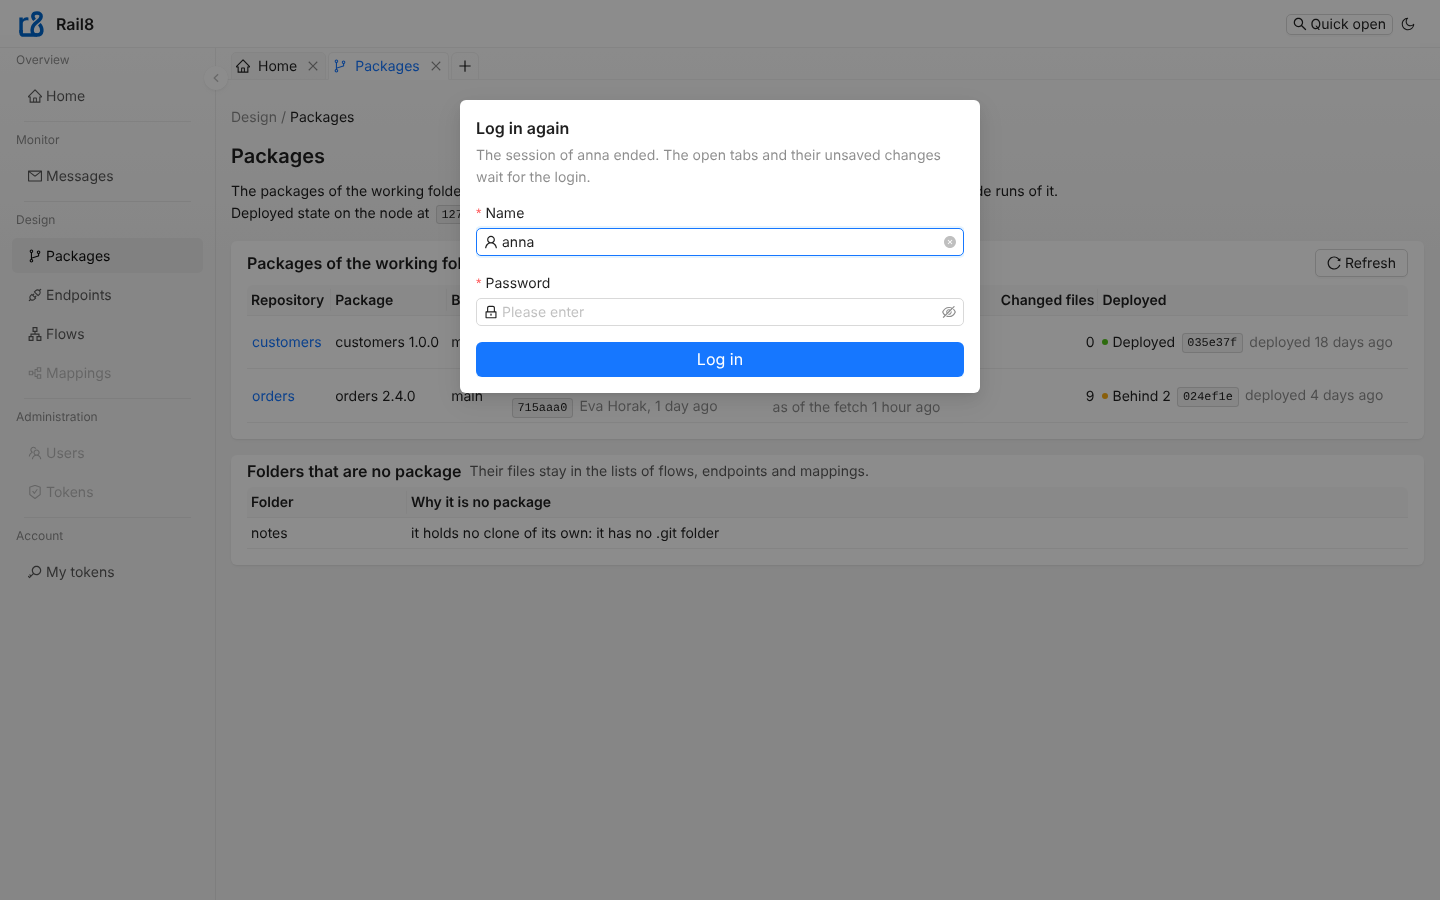 Rail8
Quick open
Overview
Home
Monitor
Messages
Design
Packages
Endpoints
Flows
Mappings
Administration
Users
Tokens
Account
My tokens
Home
Packages
Design / Packages
Packages
The packages of the working folde
de runs of it.
Deployed state on the node at 127
Log in again
The session of anna ended. The open tabs and their unsaved changes
wait for the login.
* Name
anna
* Password
Please enter
Log in
Packages of the working fol
Refresh
Repository Package B Changed files Deployed
customers customers 1.0.0 m 0 Deployed 035e37f deployed 18 days ago
orders orders 2.4.0 main 715aaa0 Eva Horak, 1 day ago as of the fetch 1 hour ago 9 Behind 2 024ef1e deployed 4 days ago
Folders that are no package Their files stay in the lists of flows, endpoints and mappings.
Folder Why it is no package
notes it holds no clone of its own: it has no .git folder